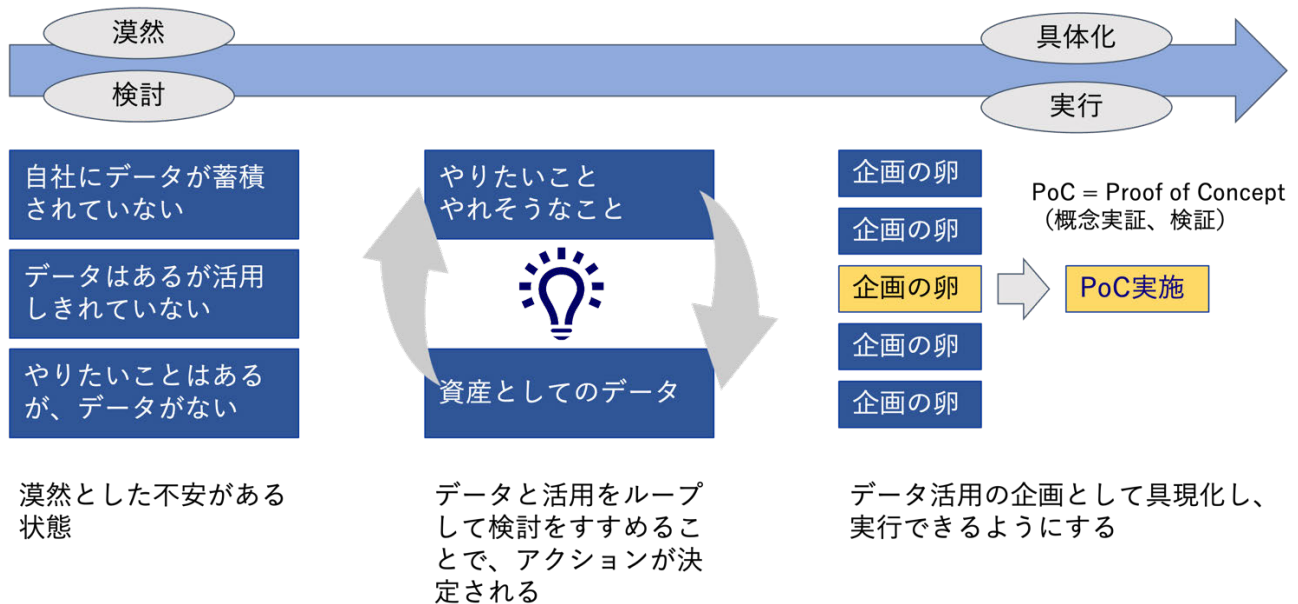 漠然
検討
具体化
実行
自社にデータが蓄積
されていない
データはあるが活用
しきれていない
やりたいことはある
が、データがない
漠然とした不安がある
状態
やりたいこと
やれそうなこと
資産としてのデータ
データと活用をループ
して検討をすすめるこ
とで、アクションが決
定される
企画の卵
企画の卵
企画の卵
企画の卵
企画の卵
PoC = Proof of Concept
（概念実証、検証）
PoC実施
データ活用の企画として具現化し、
実行できるようにする